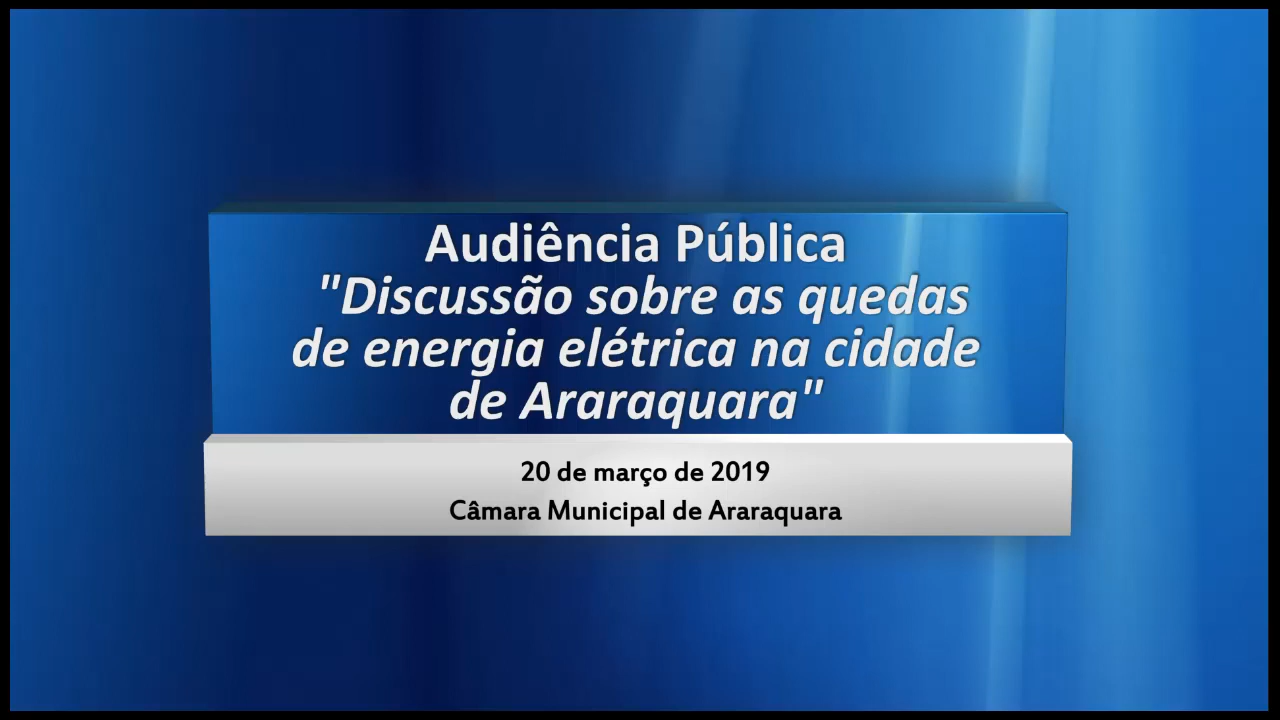 Audiência Pública
"Discussão sobre as quedas
de energia elétrica na cidade
de Araraquara"
20 de março de 2019
Câmara Municipal de Araraquara